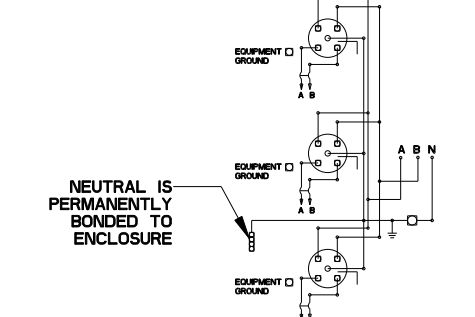 EQUIPMENT
GROUND
A B
EQUIPMENT
GROUND
A B N
A B
NEUTRAL IS
PERMANENTLY
BONDED TO
ENCLOSURE
EQUIPMENT
GROUND